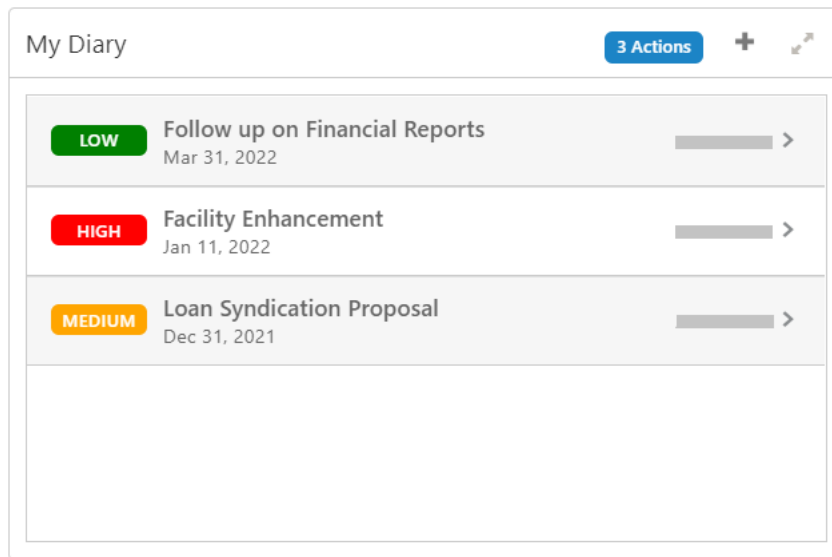 My Diary
3 Actions
LOW
Follow up on Financial Reports
Mar 31, 2022
HIGH
Facility Enhancement
Jan 11, 2022
MEDIUM
Loan Syndication Proposal
Dec 31, 2021